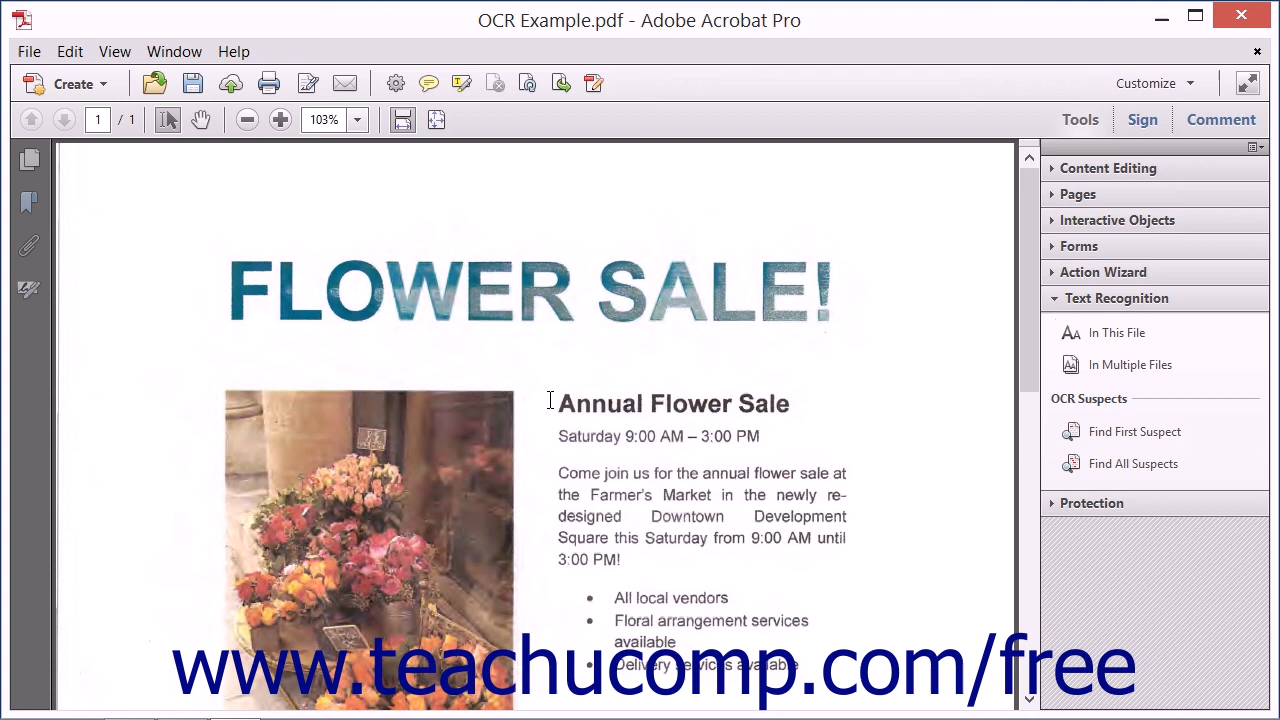 OCR Example.pdf - Adobe Acrobat Pro
File Edit View Window Help
Create Customize
1 / 1 103% Tools Sign Comment
FLOWER SALE!
Annual Flower Sale
Saturday 9:00 AM – 3:00 PM
Come join us for the annual flower sale at
the Farmer's Market in the newly re-
designed Downtown Development
Square this Saturday from 9:00 AM until
3:00 PM!
• All local vendors
• Floral arrangement services
available
• Delivery services available
Content Editing
Pages
Interactive Objects
Forms
Action Wizard
Text Recognition
In This File
In Multiple Files
OCR Suspects
Find First Suspect
Find All Suspects
Protection
www.teachucomp.com/free